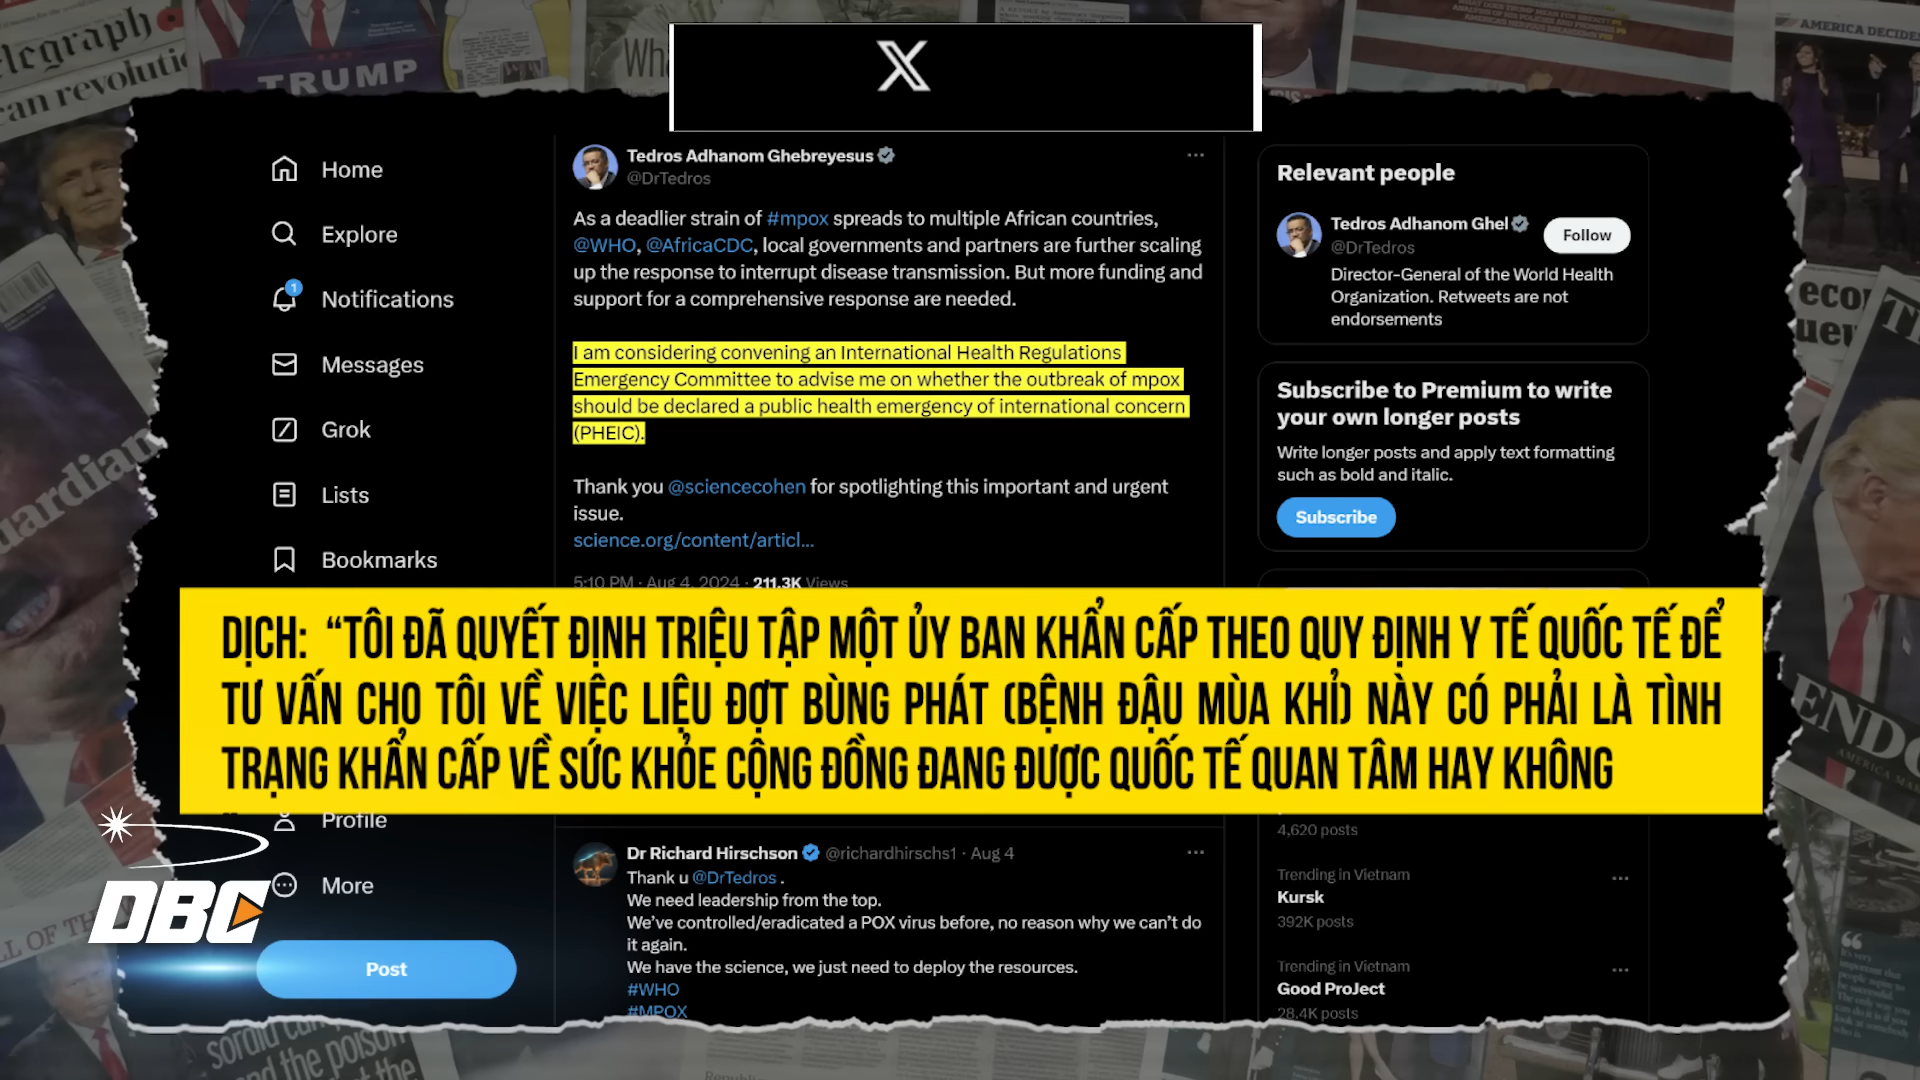 elegraph
can revolutio
TRUMP
Wh
AMERICA DECIDES
X
Home
Explore
1
Notifications
Messages
Grok
Lists
Bookmarks
Profile
More
Post
Tedros Adhanom Ghebreyesus
@DrTedros
As a deadlier strain of #mpox spreads to multiple African countries,
@WHO, @AfricaCDC, local governments and partners are further scaling
up the response to interrupt disease transmission. But more funding and
support for a comprehensive response are needed.
I am considering convening an International Health Regulations
Emergency Committee to advise me on whether the outbreak of mpox
should be declared a public health emergency of international concern
(PHEIC).
Thank you @sciencecohen for spotlighting this important and urgent
issue.
science.org/content/articl...
5:10 PM · Aug 4, 2024 · 211.3K Views
Relevant people
Tedros Adhanom Ghel
@DrTedros
Follow
Director-General of the World Health
Organization. Retweets are not
endorsements
Subscribe to Premium to write
your own longer posts
Write longer posts and apply text formatting
such as bold and italic.
Subscribe
DỊCH: “TÔI ĐÃ QUYẾT ĐỊNH TRIỆU TẬP MỘT ỦY BAN KHẨN CẤP THEO QUY ĐỊNH Y TẾ QUỐC TẾ ĐỂ
TƯ VẤN CHO TÔI VỀ VIỆC LIỆU ĐỢT BÙNG PHÁT (BỆNH ĐẬU MÙA KHỈ) NÀY CÓ PHẢI LÀ TÌNH
TRẠNG KHẨN CẤP VỀ SỨC KHỎE CỘNG ĐỒNG ĐANG ĐƯỢC QUỐC TẾ QUAN TÂM HAY KHÔNG
4,620 posts
Trending in Vietnam
Kursk
392K posts
Trending in Vietnam
Good ProJect
28.4K posts
Dr Richard Hirschson @richardhirschs1 · Aug 4
Thank u @DrTedros .
We need leadership from the top.
We've controlled/eradicated a POX virus before, no reason why we can't do
it again.
We have the science, we just need to deploy the resources.
#WHO
#MPOX
DBC
uardian
END
AMERICA
and the poison